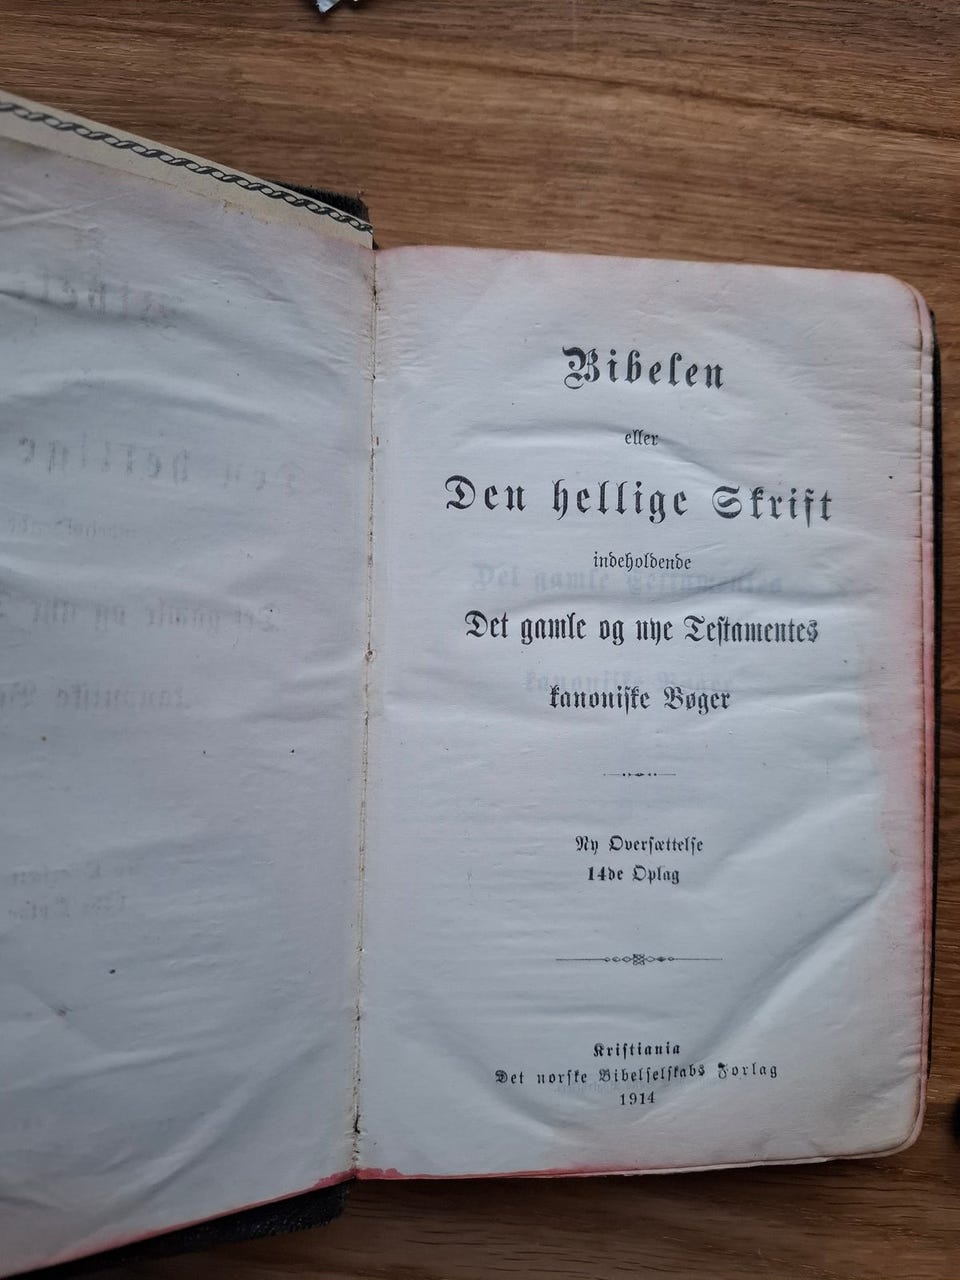 Bibelen
eller
Den hellige Skrift
indeholdende
Det gamle og nye Testamentes
kanoniske Bøger
Ny Oversættelse
14de Oplag
Kristiania
Det norske Bibelselskabs Forlag
1914